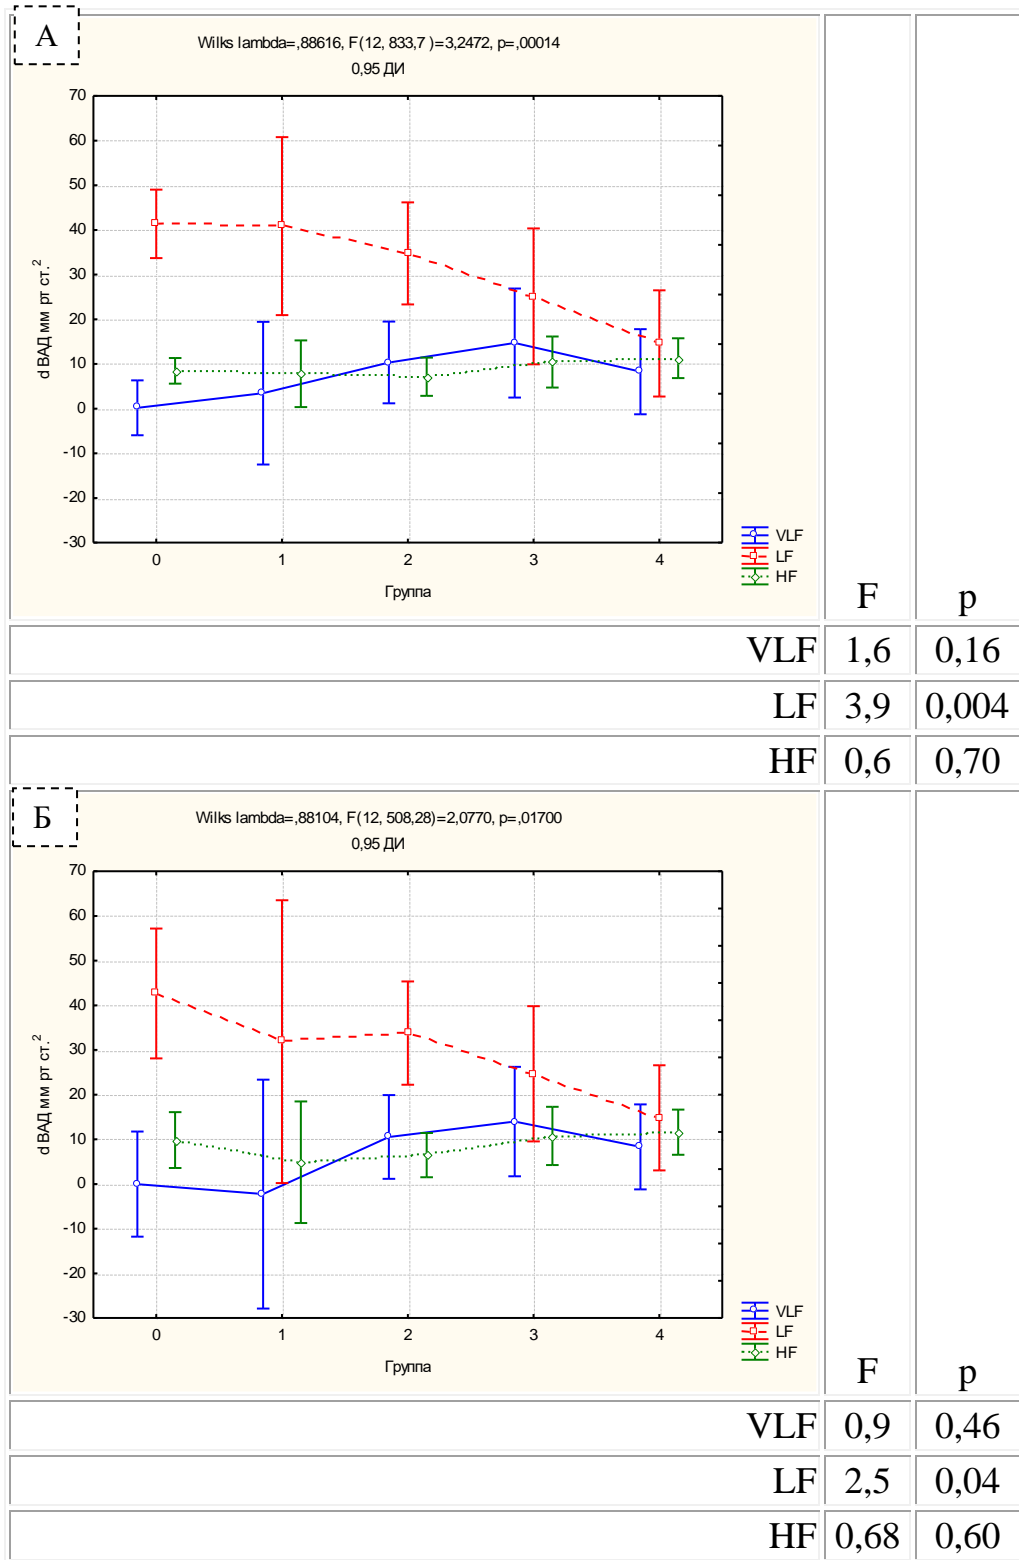 А
Wilks lambda=,88616, F(12, 833,7 )=3,2472, p=,00014
0,95 ДИ
70
60
50
40
30
20
10
0
-10
-20
-30
d ВАД мм рт ст.²
0 1 2 3 4
Группа
VLF
LF
HF
F p
VLF 1,6 0,16
LF 3,9 0,004
HF 0,6 0,70
Б
Wilks lambda=,88104, F(12, 508,28)=2,0770, p=,01700
0,95 ДИ
70
60
50
40
30
20
10
0
-10
-20
-30
d ВАД мм рт ст.²
0 1 2 3 4
Группа
VLF
LF
HF
F p
VLF 0,9 0,46
LF 2,5 0,04
HF 0,68 0,60